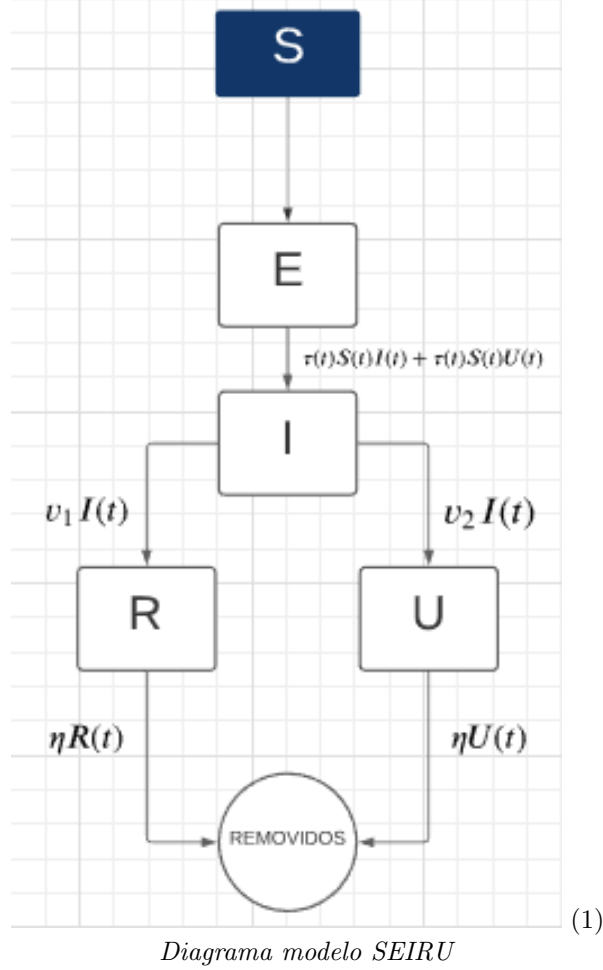 S
E
τ(t)S(t)I(t) + τ(t)S(t)U(t)
I
υ₁ I(t)
υ₂ I(t)
R
U
ηR(t)
ηU(t)
REMOVIDOS
(1)
Diagrama modelo SEIRU